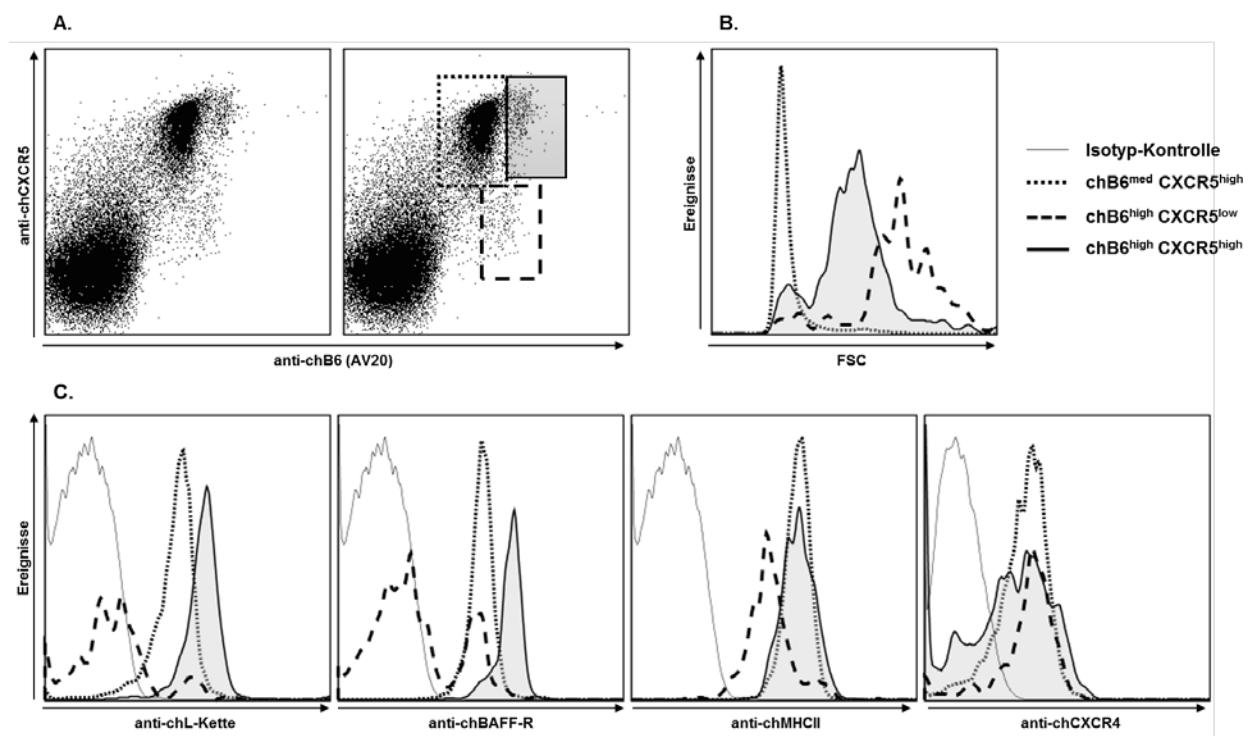 A.
B.
anti-chCXCR5
anti-chB6 (AV20)
Ereignisse
FSC
Isotyp-Kontrolle
chB6med CXCR5high
chB6high CXCR5low
chB6high CXCR5high
C.
Ereignisse
anti-chL-Kette
anti-chBAFF-R
anti-chMHCII
anti-chCXCR4